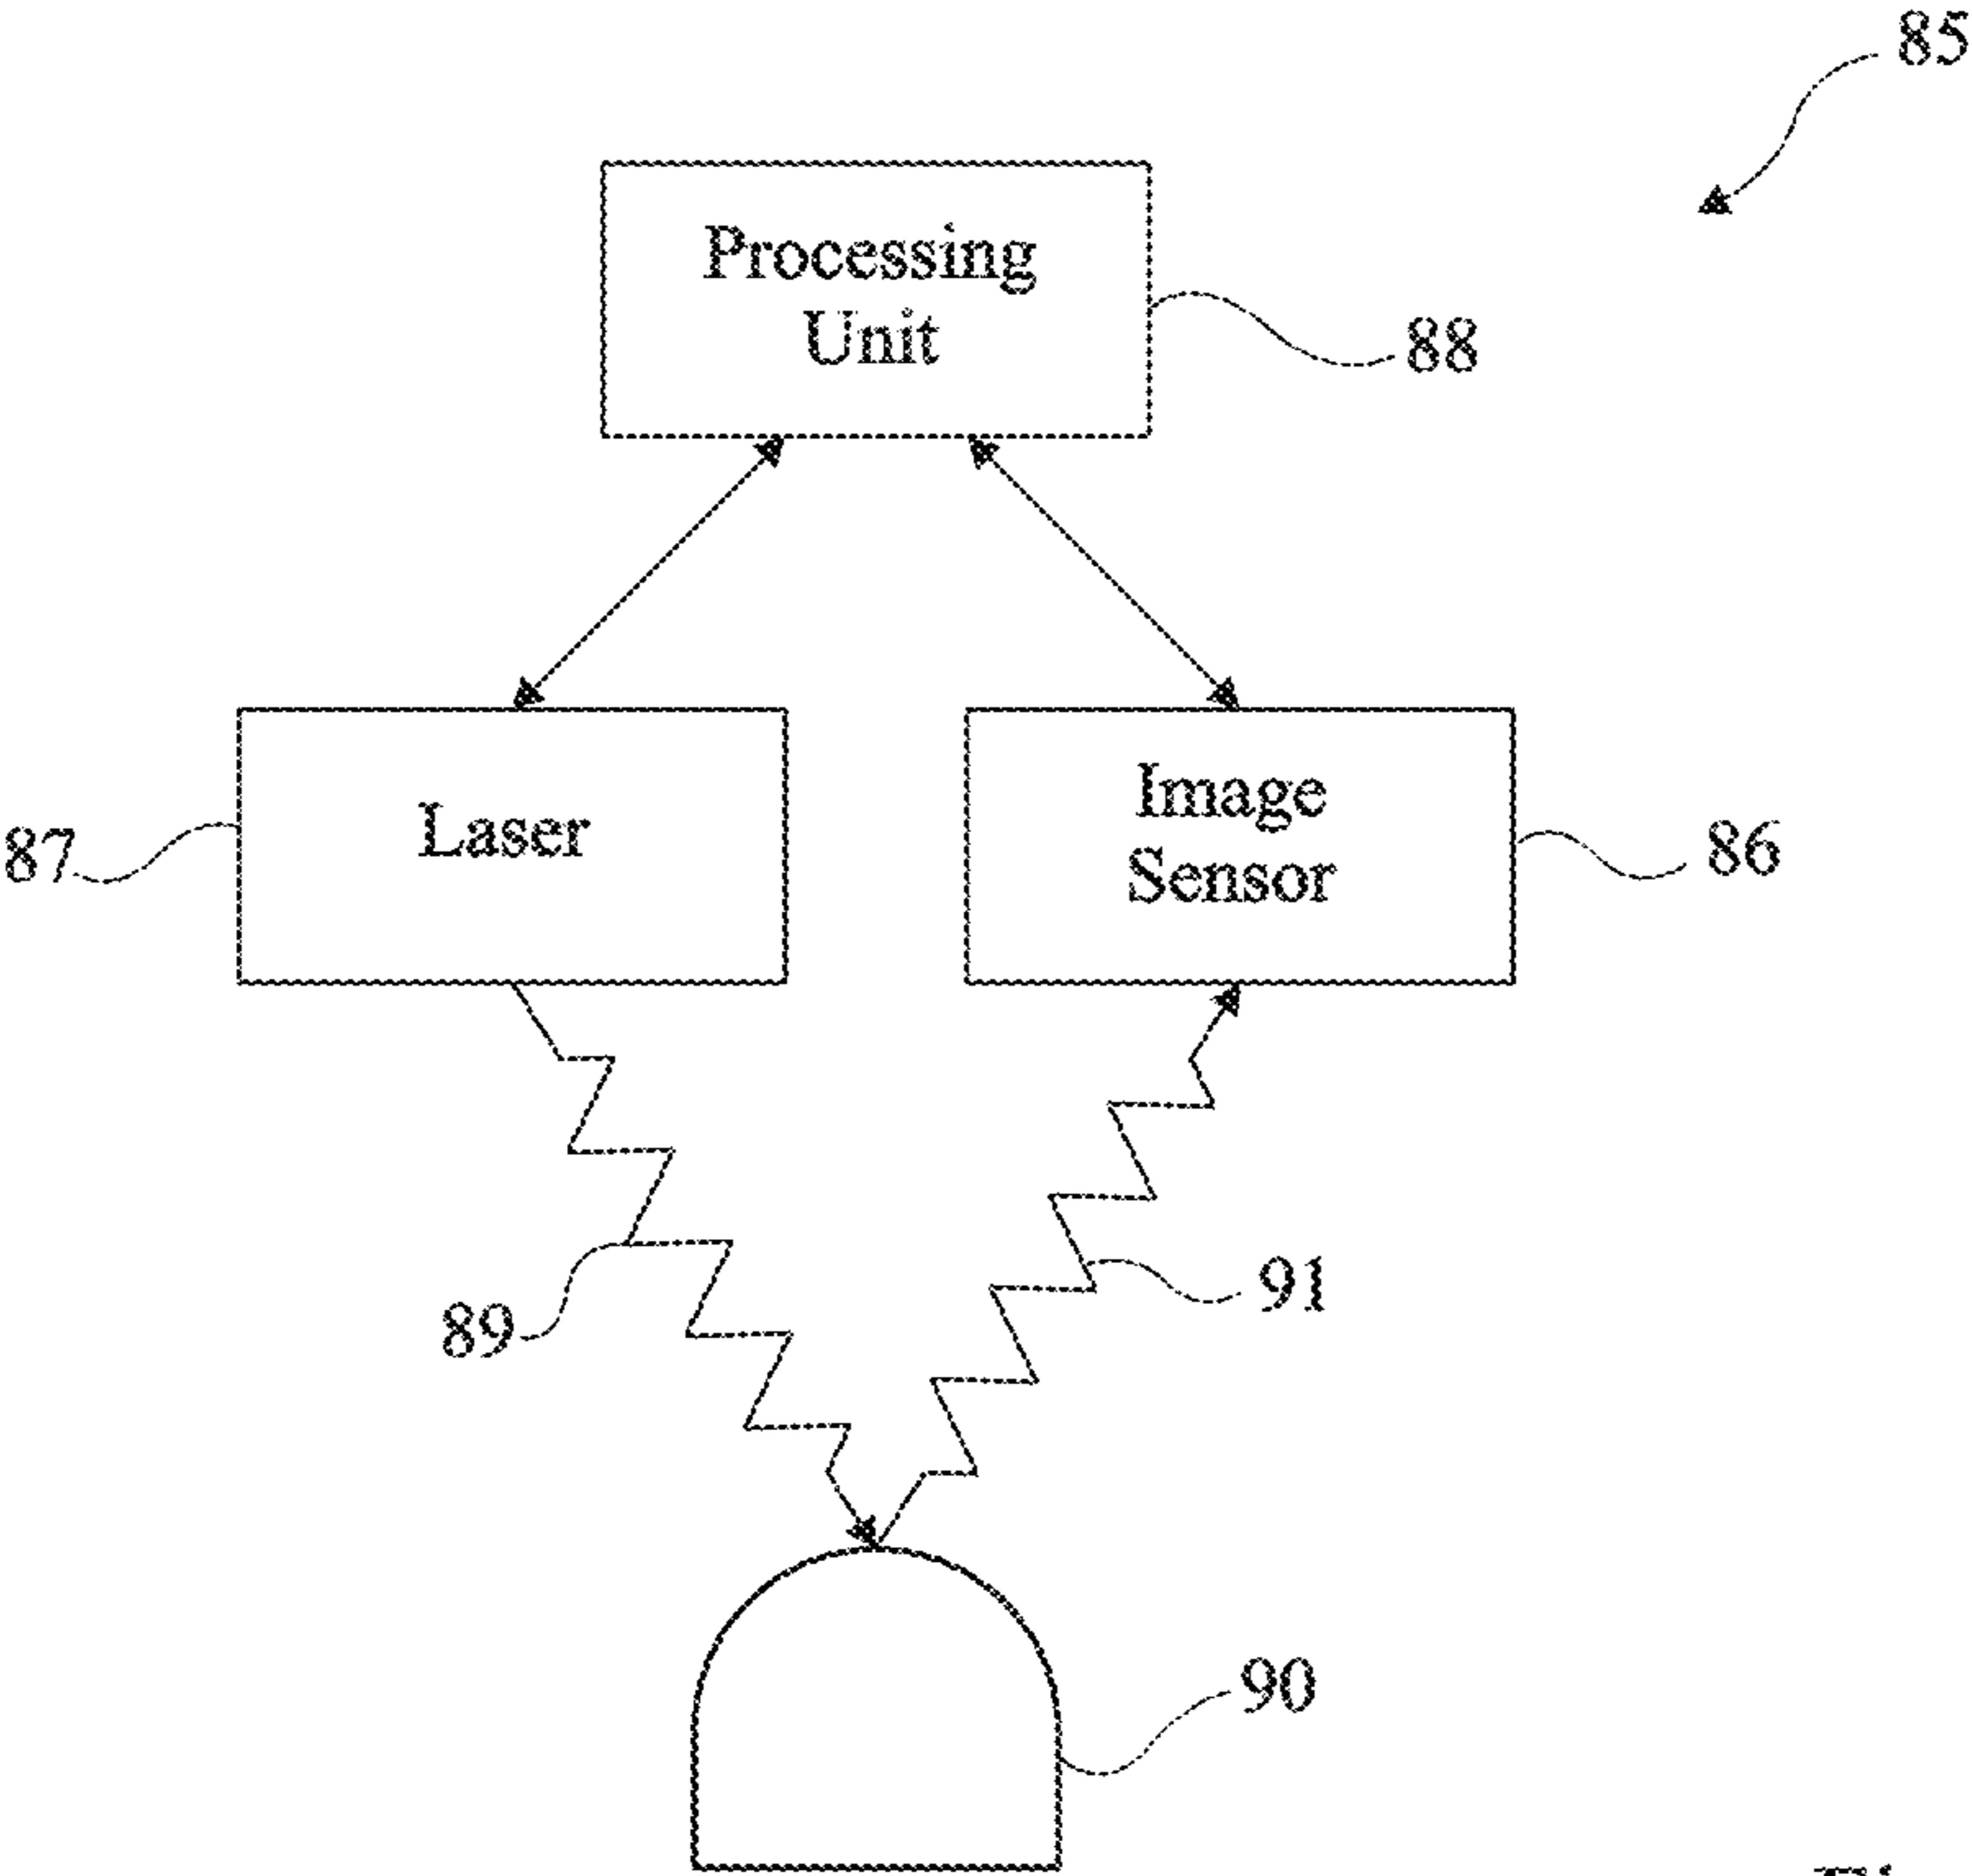 85
Processing
Unit
88
Laser
87
Image
Sensor
86
89
91
90